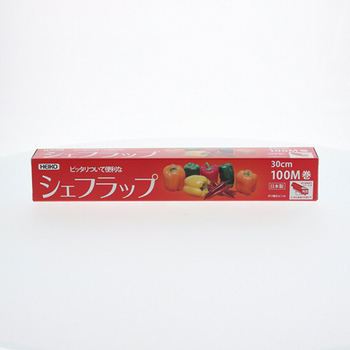 HEIKO
ピッタリついて便利な
シェフラップ
30cm
100M巻
日本製